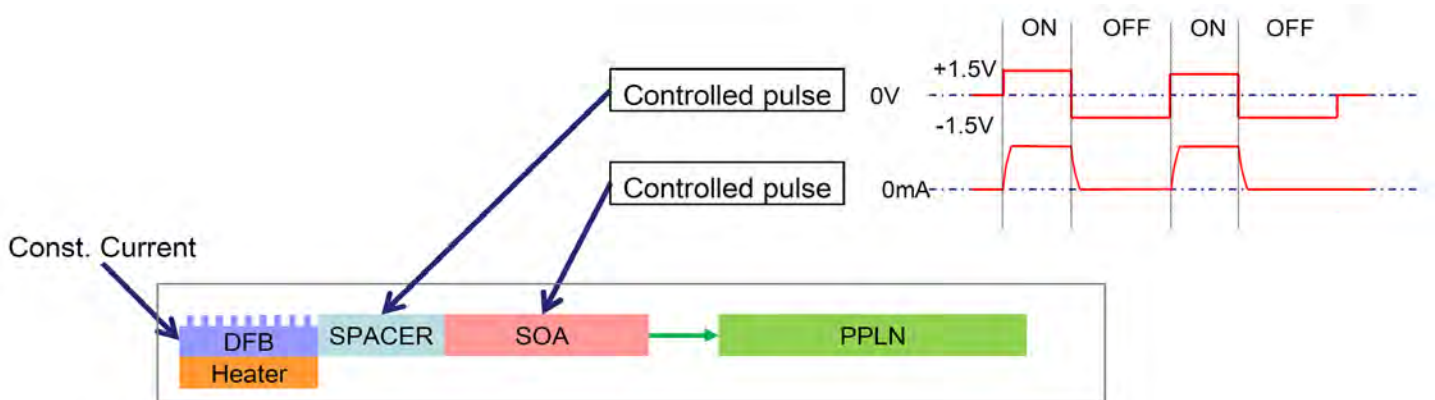 ON OFF ON OFF
+1.5V
Controlled pulse 0V
-1.5V
Controlled pulse 0mA
Const. Current
SPACER SOA PPLN
DFB
Heater